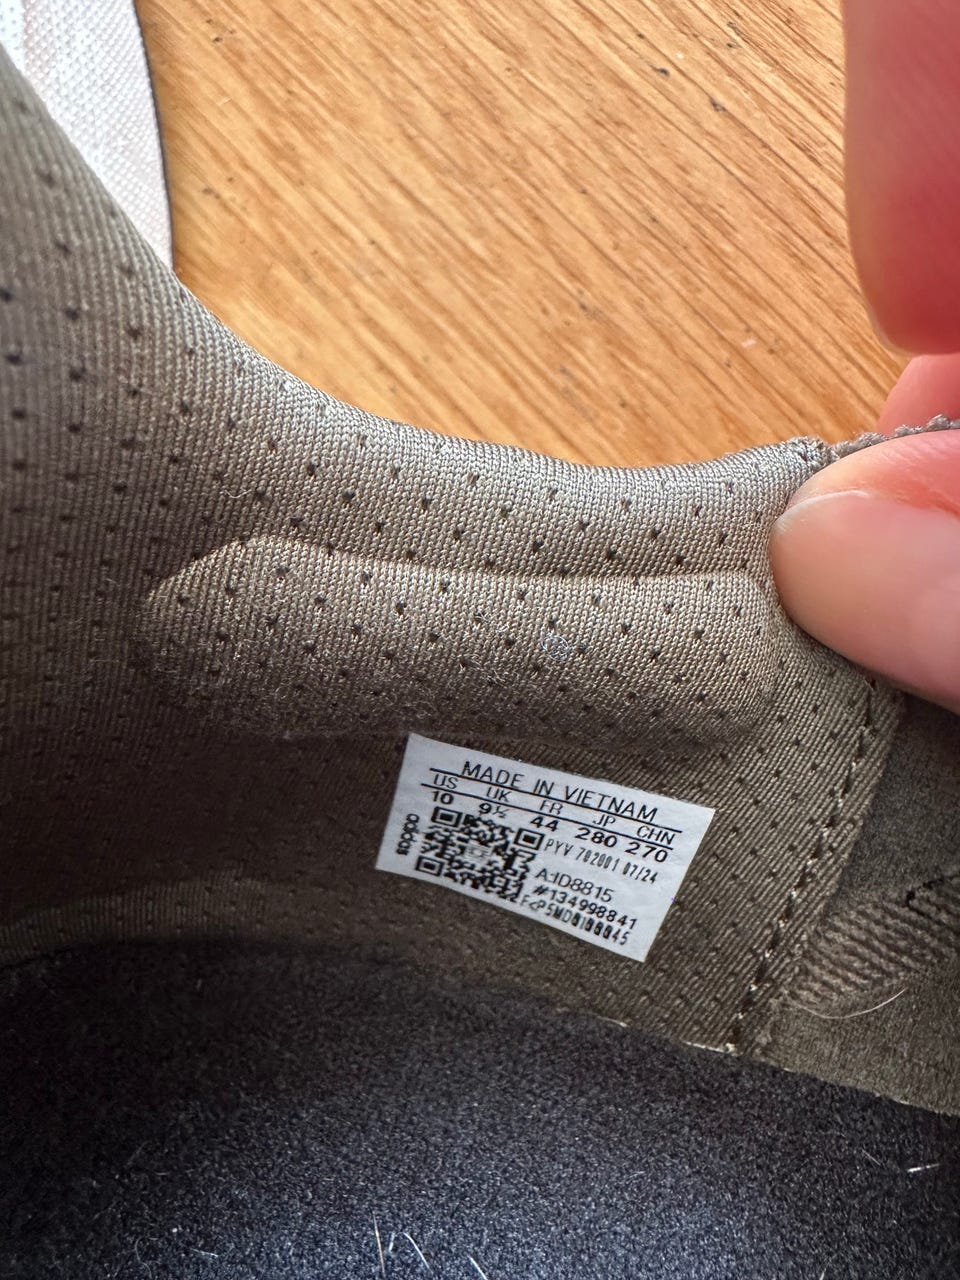 MADE IN VIETNAM
US UK FR JP CHN
10 9½ 44 280 270
PYV 702001 07/24
A:ID8815
#134998841
adidas